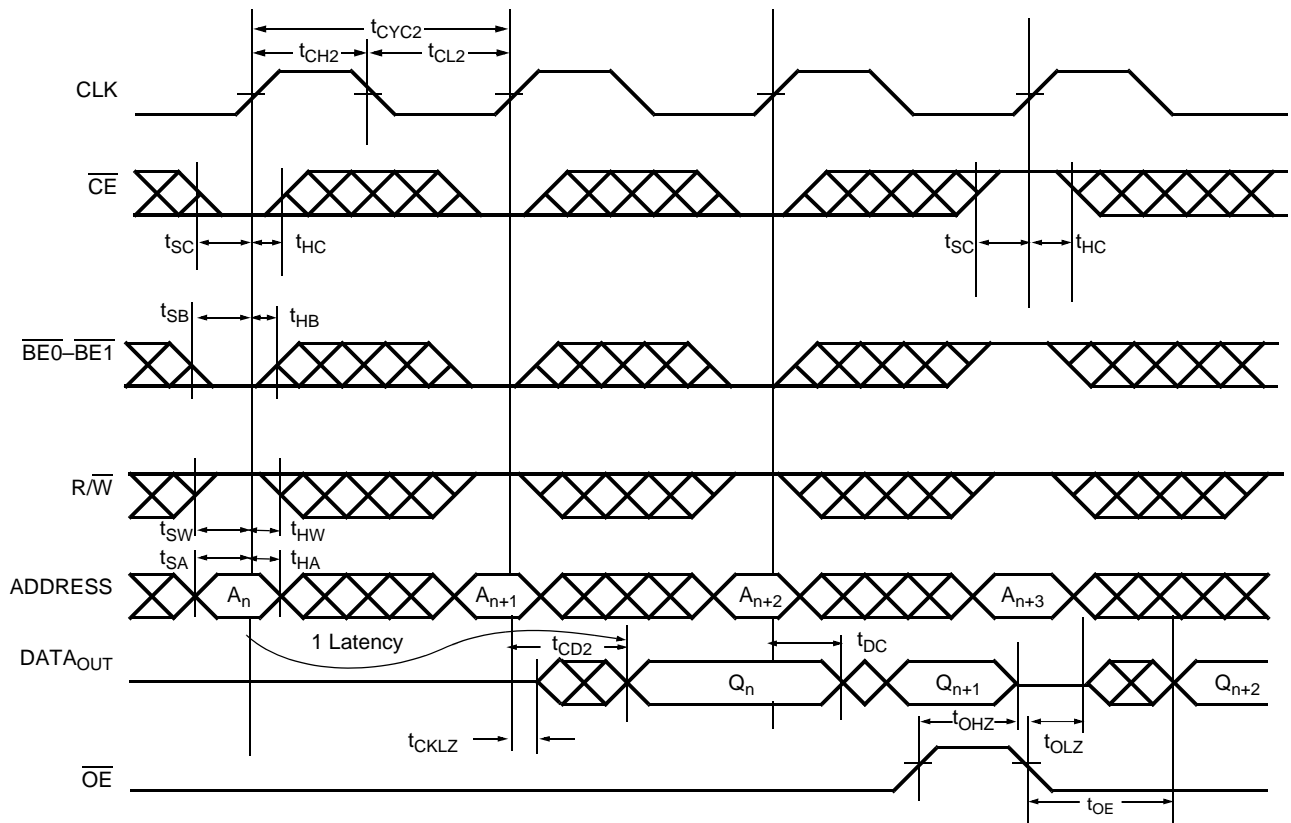 tCYC2
tCH2
tCL2
CLK
CE
tSC
tHC
tSC
tHC
tSB
tHB
BE0–BE1
R/W
tSW
tHW
tSA
tHA
ADDRESS
An
An+1
An+2
An+3
1 Latency
tCD2
tDC
DATAOUT
Qn
Qn+1
Qn+2
tOHZ
tCKLZ
tOLZ
OE
tOE